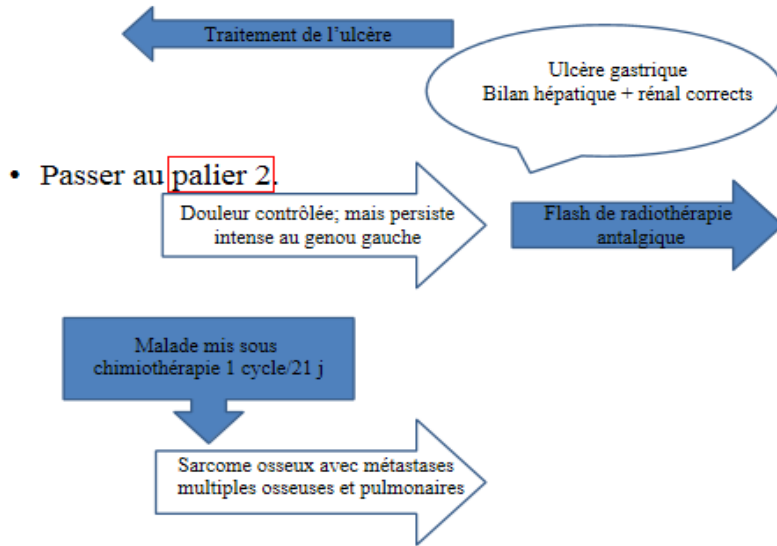 Traitement de l’ulcère
Ulcère gastrique
Bilan hépatique + rénal corrects
• Passer au palier 2.
Douleur contrôlée; mais persiste
intense au genou gauche
Flash de radiothérapie
antalgique
Malade mis sous
chimiothérapie 1 cycle/21 j
Sarcome osseux avec métastases
multiples osseuses et pulmonaires